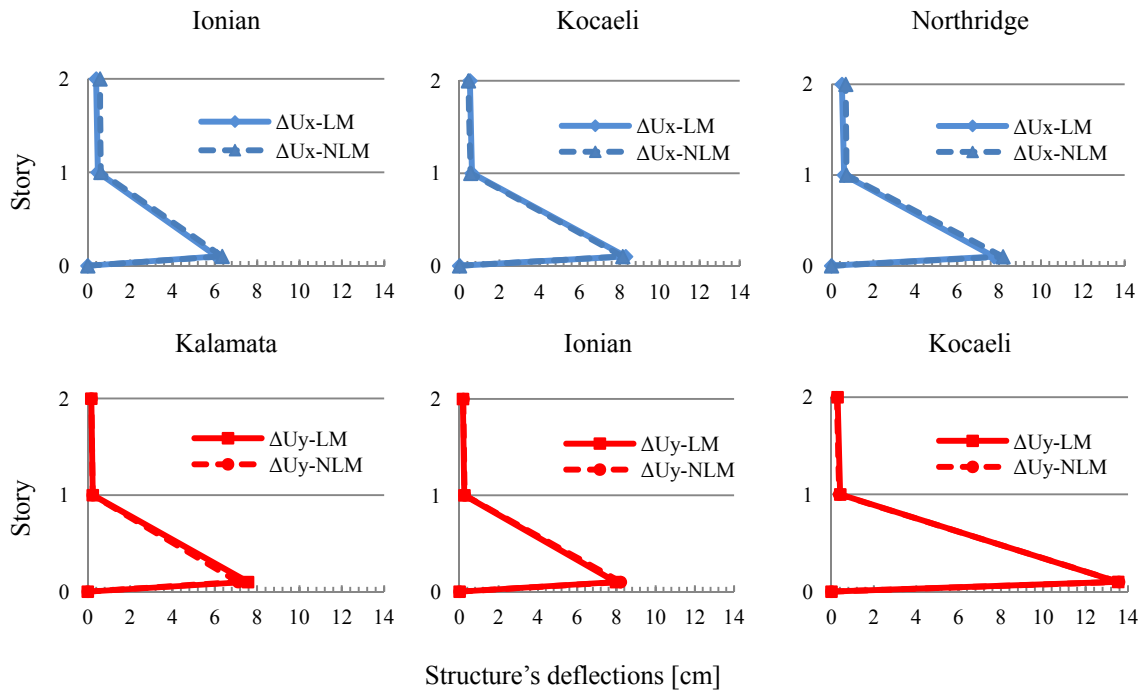 Ionian
Kocaeli
Northridge
Story
2
1
0
0 2 4 6 8 10 12 14
ΔUx-LM
ΔUx-NLM
2
1
0
0 2 4 6 8 10 12 14
ΔUx-LM
ΔUx-NLM
2
1
0
0 2 4 6 8 10 12 14
ΔUx-LM
ΔUx-NLM
Kalamata
Ionian
Kocaeli
Story
2
1
0
0 2 4 6 8 10 12 14
ΔUy-LM
ΔUy-NLM
2
1
0
0 2 4 6 8 10 12 14
ΔUy-LM
ΔUy-NLM
2
1
0
0 2 4 6 8 10 12 14
ΔUy-LM
ΔUy-NLM
Structure’s deflections [cm]